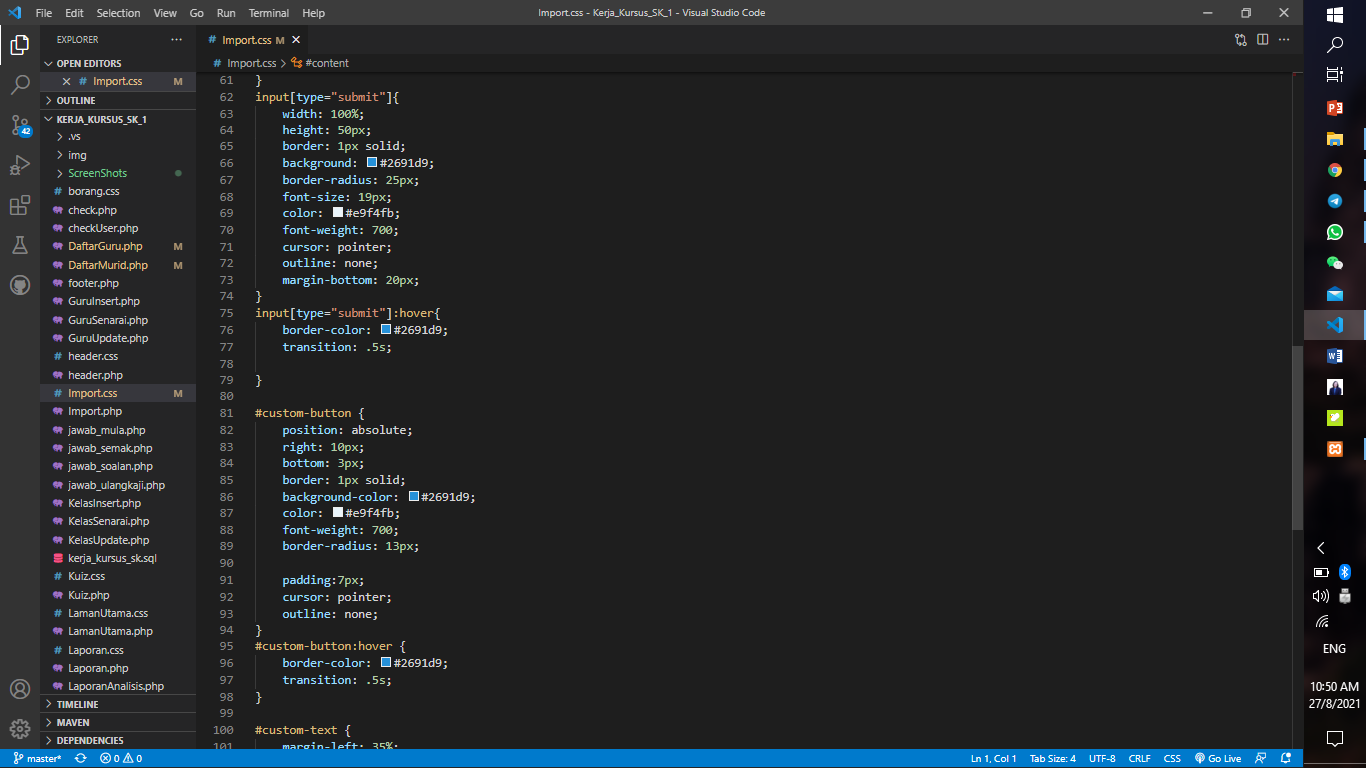 File Edit Selection View Go Run Terminal Help
Import.css - Kerja_Kursus_SK_1 - Visual Studio Code
EXPLORER
OPEN EDITORS
Import.css M
OUTLINE
KERJA_KURSUS_SK_1
.vs
img
ScreenShots
borang.css
check.php
checkUser.php
DaftarGuru.php M
DaftarMurid.php M
footer.php
GuruInsert.php
GuruSenarai.php
GuruUpdate.php
header.css
header.php
Import.css M
Import.php
jawab_mula.php
jawab_semak.php
jawab_soalan.php
jawab_ulangkaji.php
KelasInsert.php
KelasSenarai.php
KelasUpdate.php
kerja_kursus_sk.sql
Kuiz.css
Kuiz.php
LamanUtama.css
LamanUtama.php
Laporan.css
Laporan.php
LaporanAnalisis.php
TIMELINE
MAVEN
DEPENDENCIES
42
# Import.css M
# Import.css > #content
61 }
62 input[type="submit"]{
63 width: 100%;
64 height: 50px;
65 border: 1px solid;
66 background: #2691d9;
67 border-radius: 25px;
68 font-size: 19px;
69 color: #e9f4fb;
70 font-weight: 700;
71 cursor: pointer;
72 outline: none;
73 margin-bottom: 20px;
74 }
75 input[type="submit"]:hover{
76 border-color: #2691d9;
77 transition: .5s;
78
79 }
80
81 #custom-button {
82 position: absolute;
83 right: 10px;
84 bottom: 3px;
85 border: 1px solid;
86 background-color: #2691d9;
87 color: #e9f4fb;
88 font-weight: 700;
89 border-radius: 13px;
90
91 padding:7px;
92 cursor: pointer;
93 outline: none;
94 }
95 #custom-button:hover {
96 border-color: #2691d9;
97 transition: .5s;
98 }
99
100 #custom-text {
101 margin-left: 35%;
master* 0 0
Ln 1, Col 1 Tab Size: 4 UTF-8 CRLF CSS Go Live
ENG
10:50 AM
27/8/2021